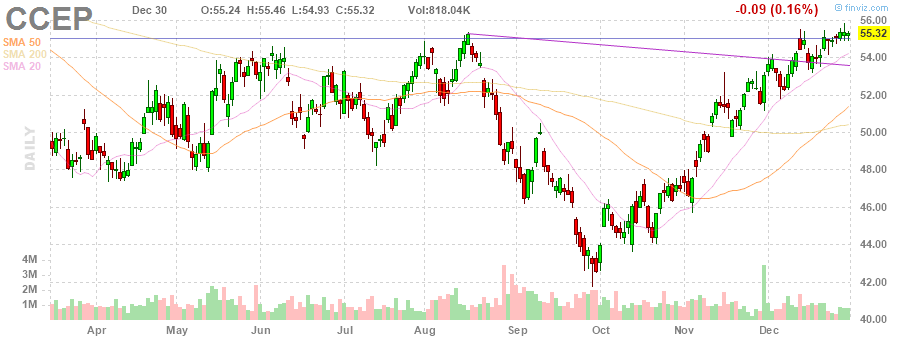 CCEP Dec 30 O:55.24 H:55.46 L:54.93 C:55.32 Vol:818.04K -0.09 (0.16%)
© finviz.com
SMA 50
SMA 200
SMA 20
DAILY
56.00
55.32
54.00
52.00
50.00
48.00
46.00
44.00
42.00
40.00
4M
3M
2M
1M
Apr May Jun Jul Aug Sep Oct Nov Dec